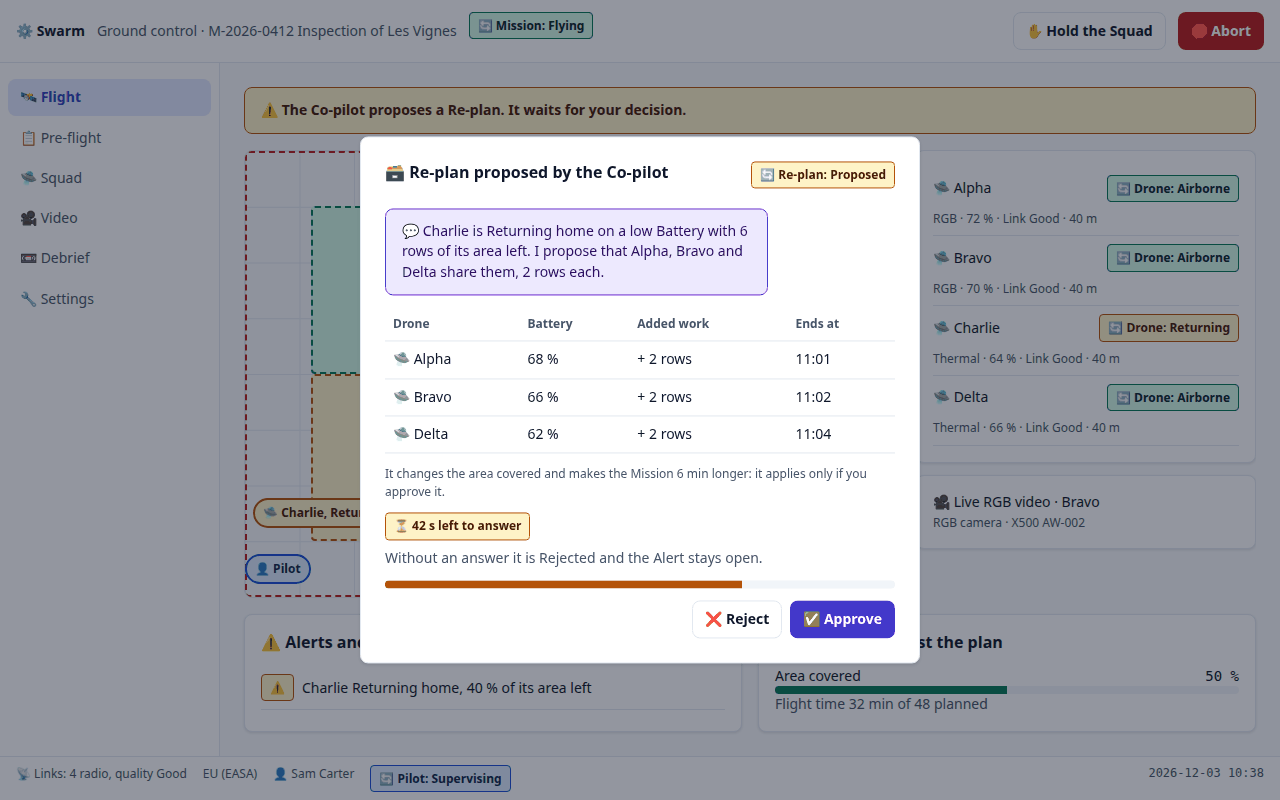 Swarm
Ground control · M-2026-0412 Inspection of Les Vignes
Mission: Flying
Hold the Squad
Abort
Flight
Pre-flight
Squad
Video
Debrief
Settings
The Co-pilot proposes a Re-plan. It waits for your decision.
Re-plan proposed by the Co-pilot
Re-plan: Proposed
Charlie is Returning home on a low Battery with 6
rows of its area left. I propose that Alpha, Bravo and
Delta share them, 2 rows each.
Drone Battery Added work Ends at
Alpha 68 % + 2 rows 11:01
Bravo 66 % + 2 rows 11:02
Delta 62 % + 2 rows 11:04
It changes the area covered and makes the Mission 6 min longer: it applies only if you
approve it.
42 s left to answer
Without an answer it is Rejected and the Alert stays open.
Reject
Approve
Charlie, Retu
Pilot
Alpha
Drone: Airborne
RGB · 72 % · Link Good · 40 m
Bravo
Drone: Airborne
RGB · 70 % · Link Good · 40 m
Charlie
Drone: Returning
Thermal · 64 % · Link Good · 40 m
Delta
Drone: Airborne
Thermal · 66 % · Link Good · 40 m
Live RGB video · Bravo
RGB camera · X500 AW-002
Alerts and
Charlie Returning home, 40 % of its area left
st the plan
Area covered 50 %
Flight time 32 min of 48 planned
Links: 4 radio, quality Good
EU (EASA)
Sam Carter
Pilot: Supervising
2026-12-03 10:38